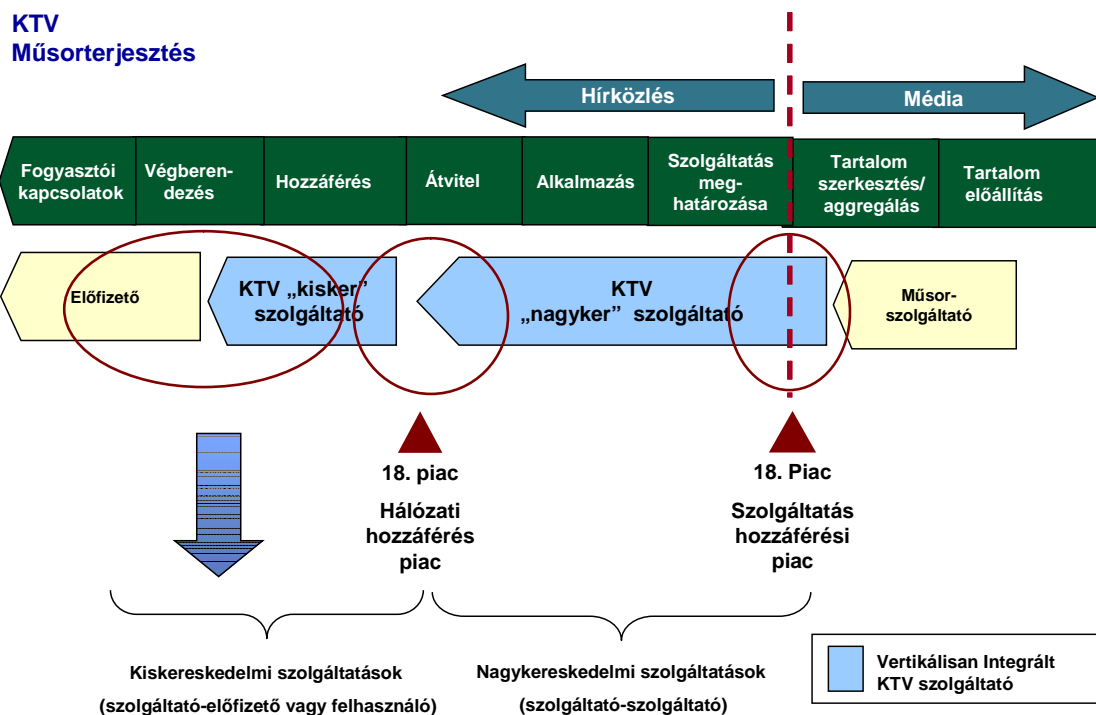 KTV
Műsorterjesztés
Hírközlés
Média
Fogyasztói
kapcsolatok
Végberen-
dezés
Hozzáférés
Átvitel
Alkalmazás
Szolgáltatás
meg-
határozása
Tartalom
szerkesztés/
aggregálás
Tartalom
előállítás
Előfizető
KTV „kisker”
szolgáltató
KTV
„nagyker” szolgáltató
Műsor-
szolgáltató
18. piac
Hálózati
hozzáférés
piac
18. Piac
Szolgáltatás
hozzáférési
piac
Kiskereskedelmi szolgáltatások
(szolgáltató-előfizető vagy felhasználó)
Nagykereskedelmi szolgáltatások
(szolgáltató-szolgáltató)
Vertikálisan Integrált
KTV szolgáltató